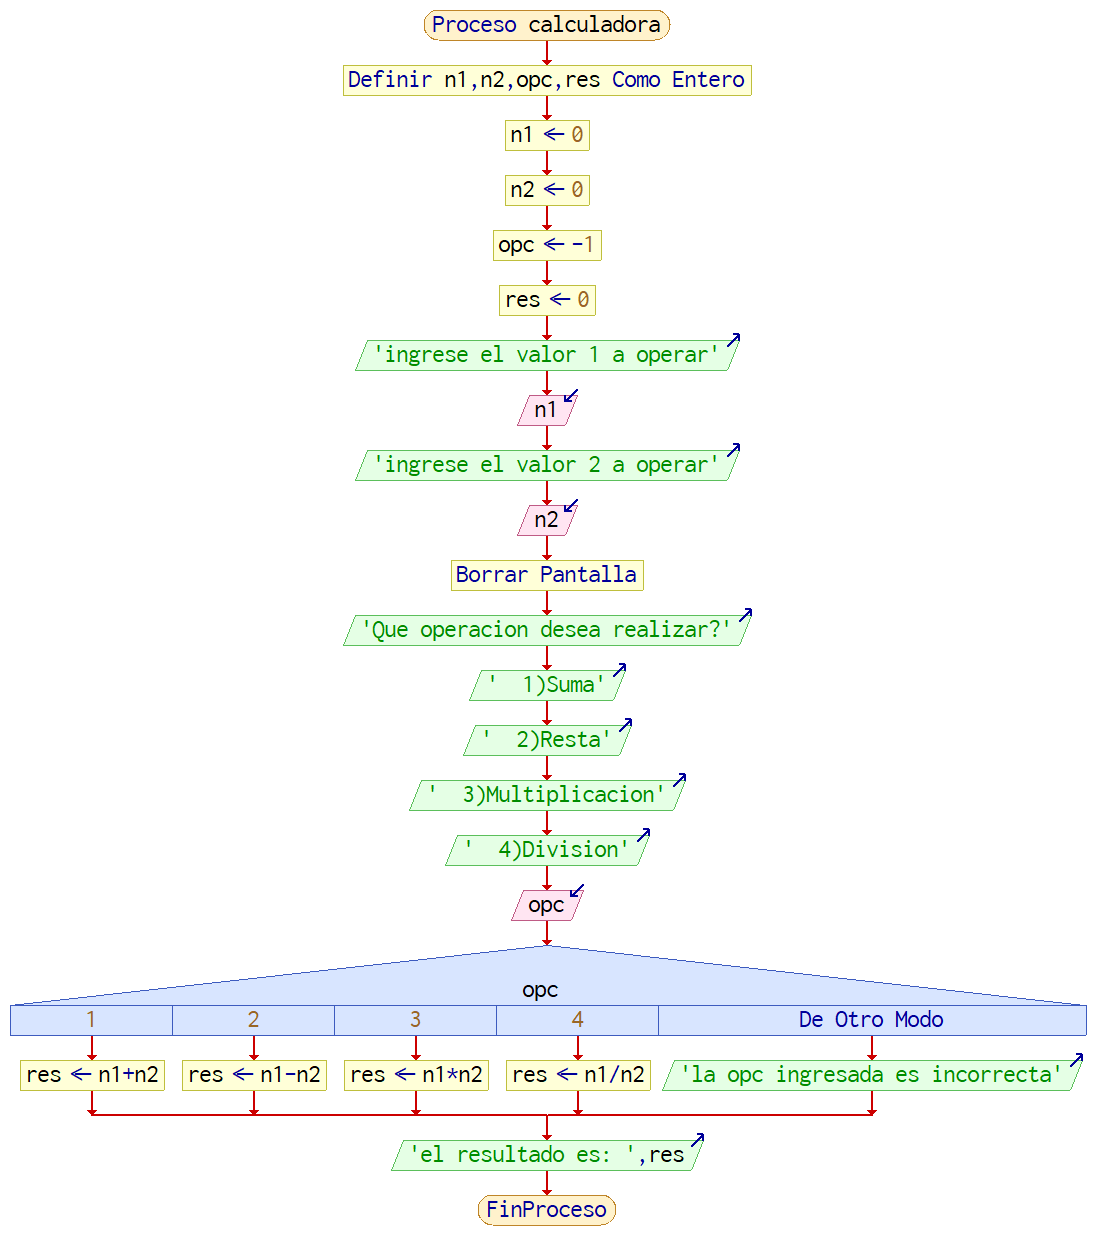 Proceso calculadora
Definir n1,n2,opc,res Como Entero
n1 ← 0
n2 ← 0
opc ← -1
res ← 0
'ingrese el valor 1 a operar'
n1
'ingrese el valor 2 a operar'
n2
Borrar Pantalla
'Que operacion desea realizar?'
'  1)Suma'
'  2)Resta'
'  3)Multiplicacion'
'  4)Division'
opc
opc
1 2 3 4 De Otro Modo
res ← n1+n2 res ← n1-n2 res ← n1*n2 res ← n1/n2 'la opc ingresada es incorrecta'
'el resultado es: ',res
FinProceso